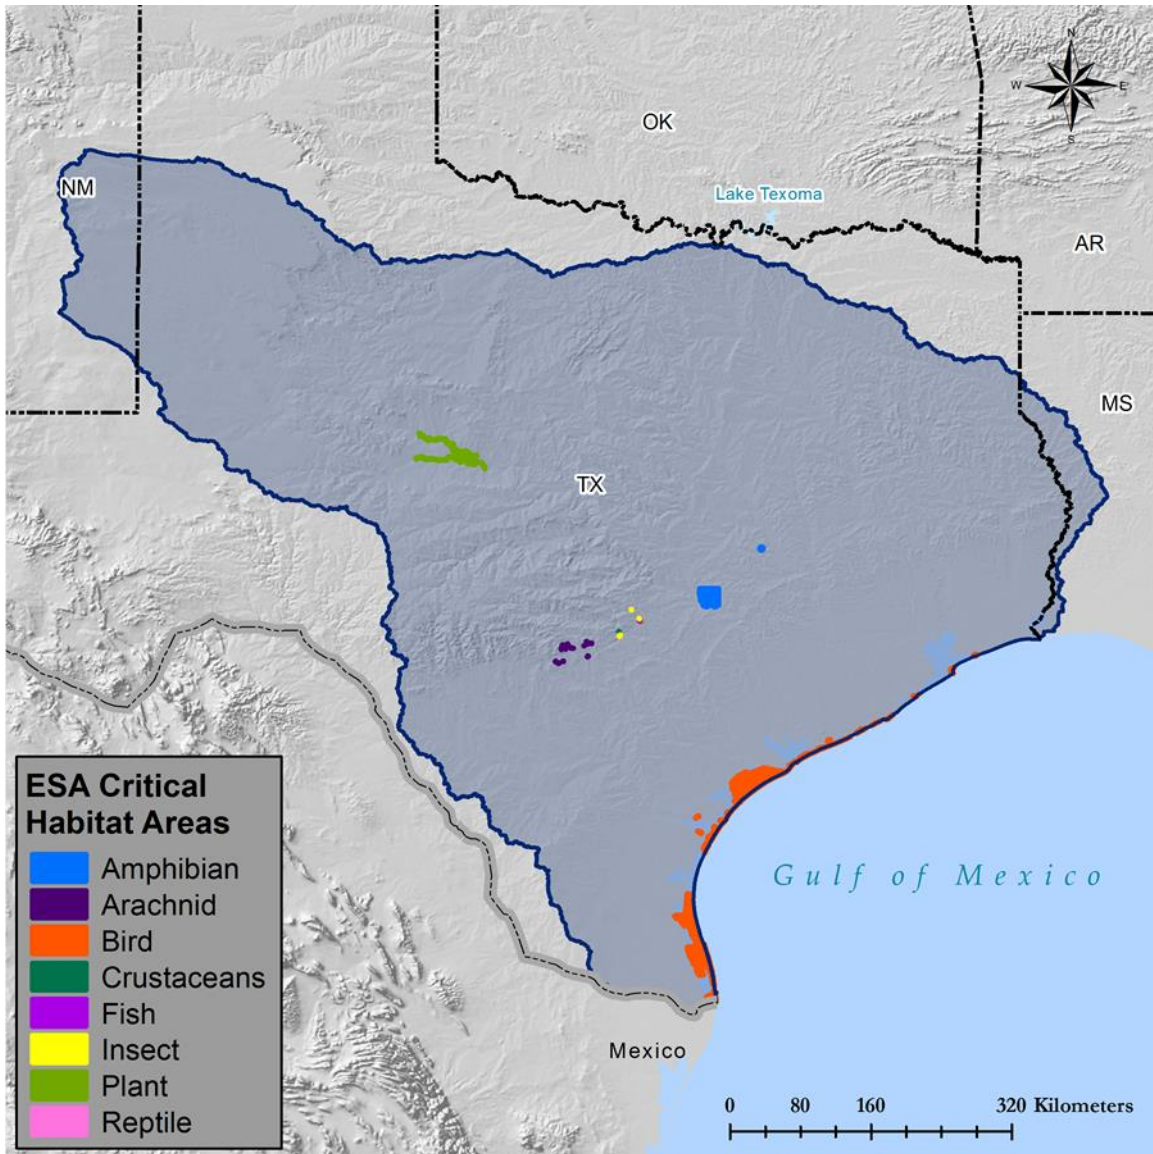 N
W
E
S
OK
Lake Texoma
NM
AR
MS
TX
Gulf of Mexico
Mexico
ESA Critical
Habitat Areas
Amphibian
Arachnid
Bird
Crustaceans
Fish
Insect
Plant
Reptile
0 80 160 320 Kilometers